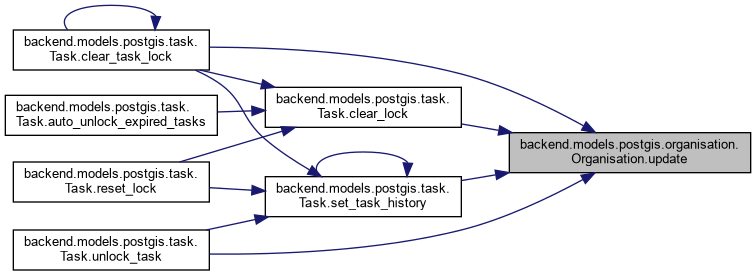 backend.models.postgis.task.
Task.clear_task_lock
backend.models.postgis.task.
Task.auto_unlock_expired_tasks
backend.models.postgis.task.
Task.reset_lock
backend.models.postgis.task.
Task.unlock_task
backend.models.postgis.task.
Task.clear_lock
backend.models.postgis.task.
Task.set_task_history
backend.models.postgis.organisation.
Organisation.update